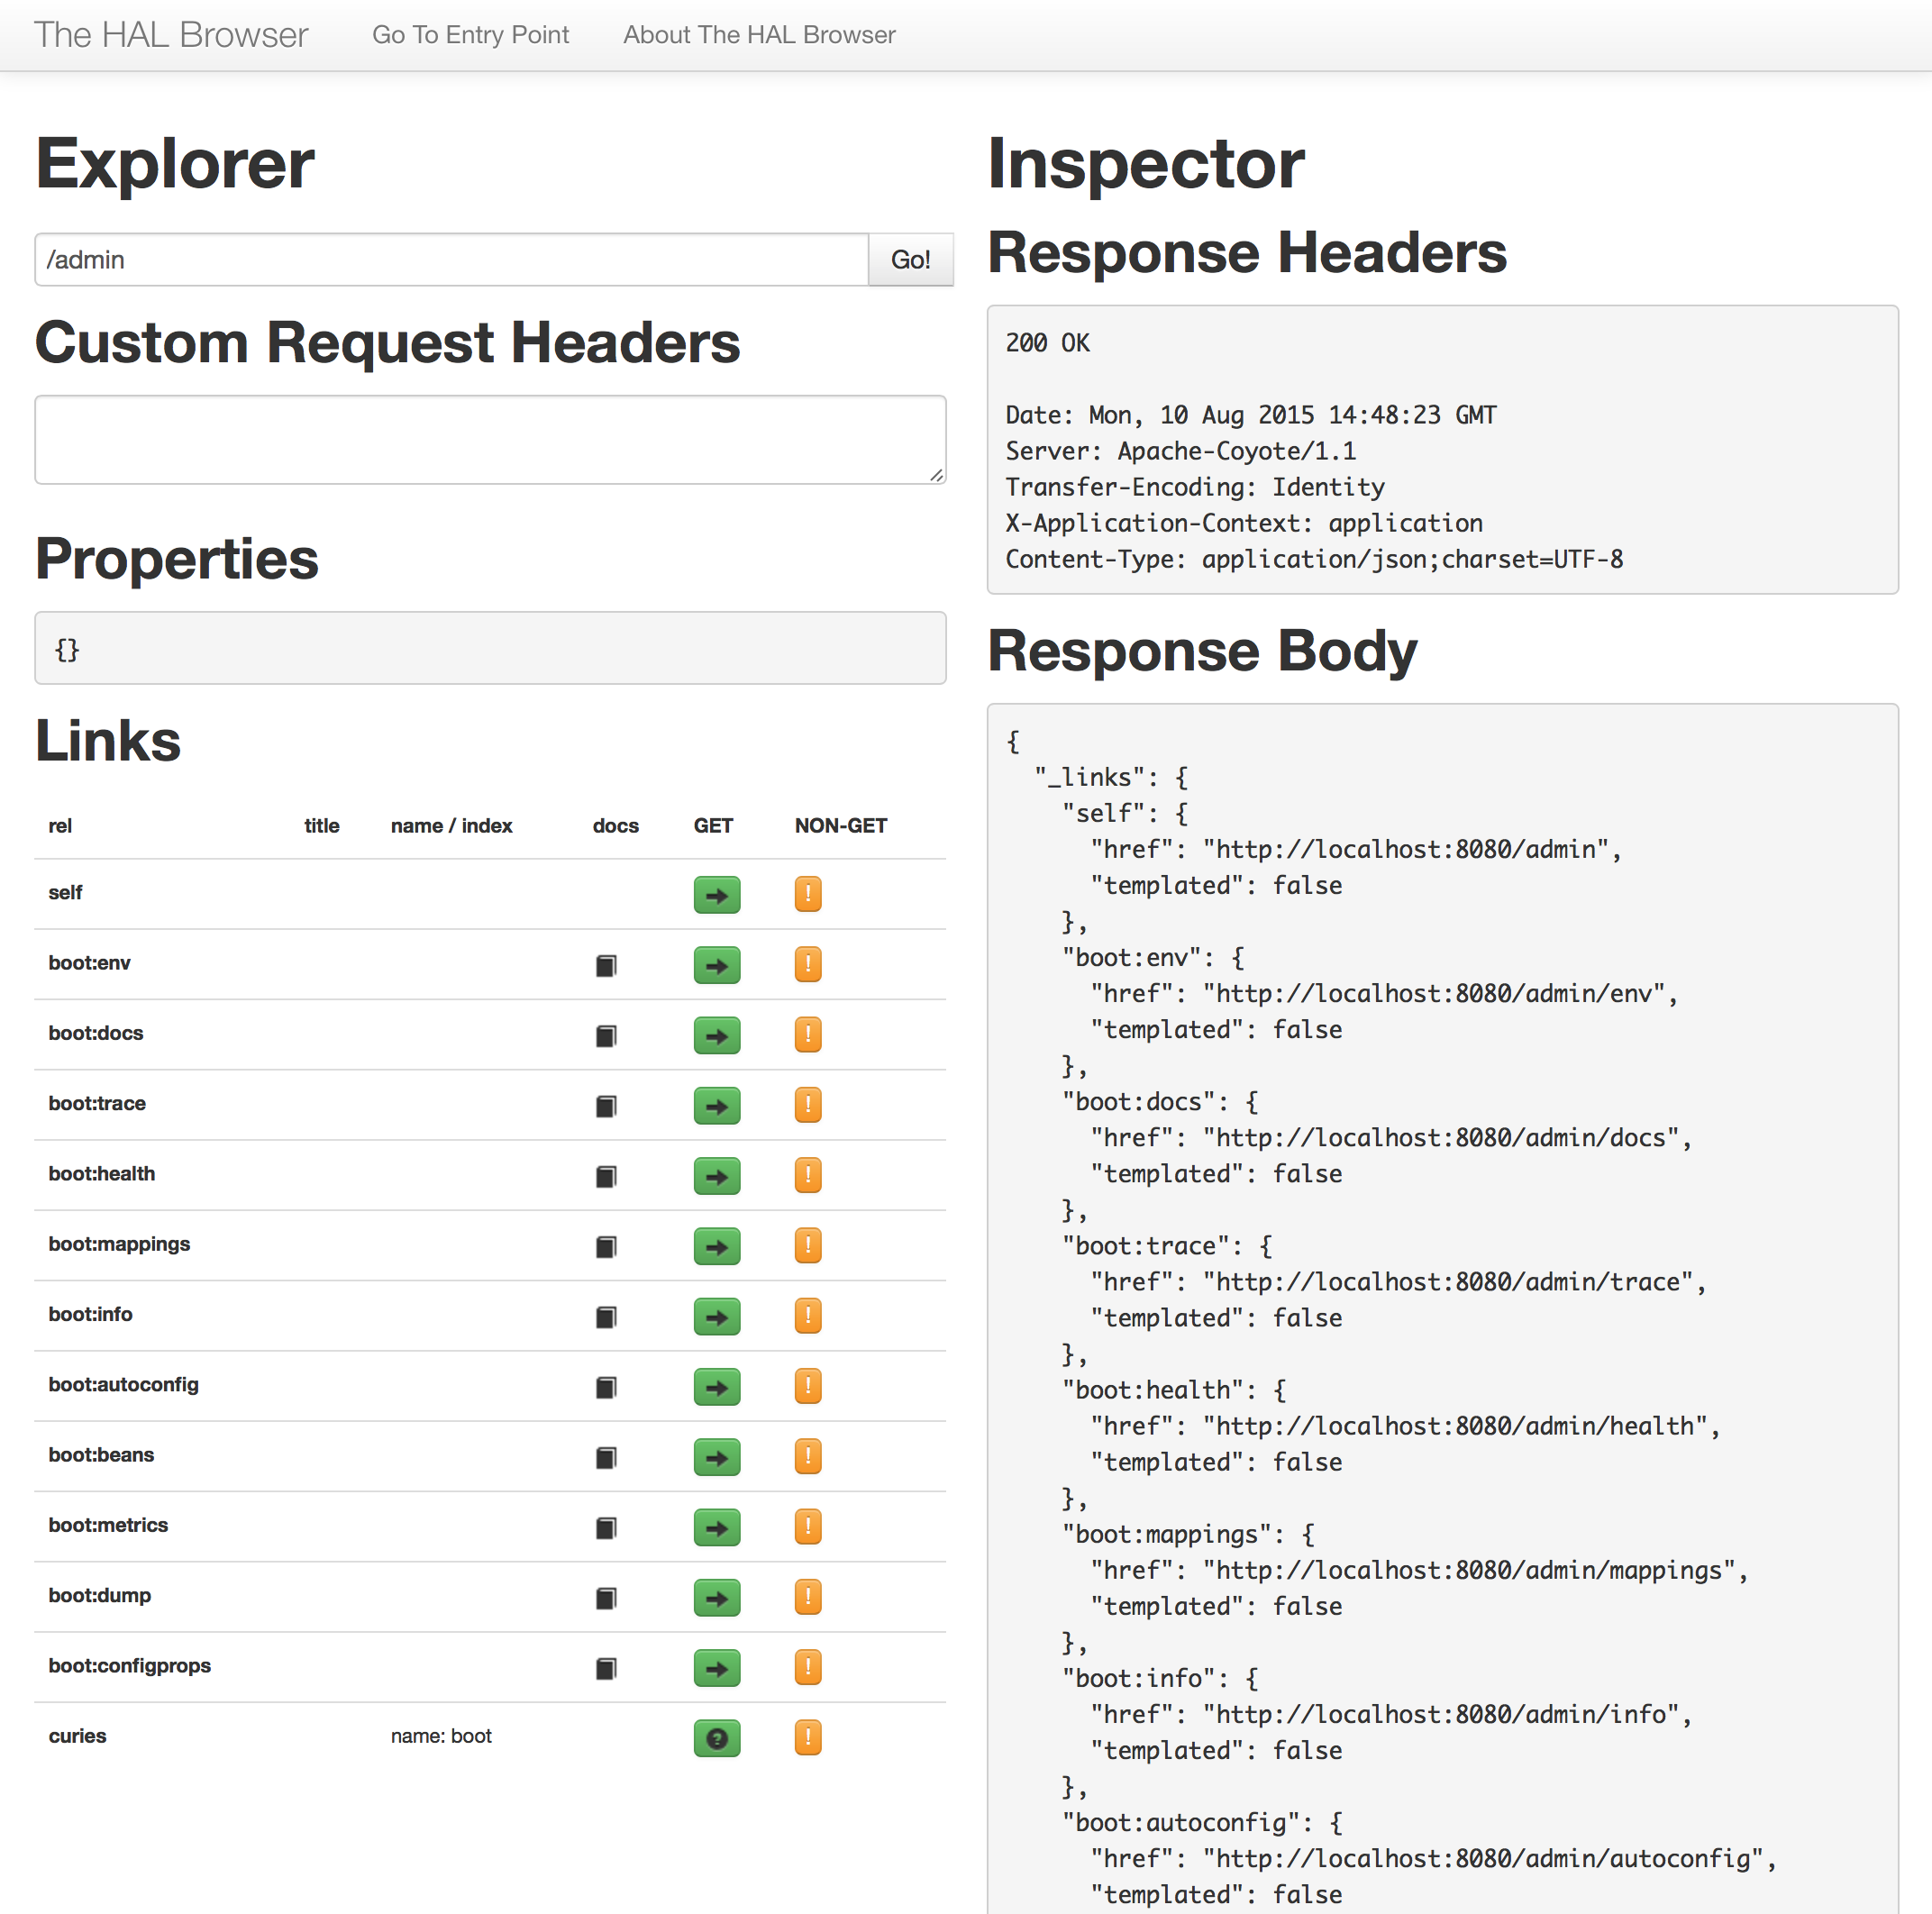 The HAL Browser Go To Entry Point About The HAL Browser
Explorer
/admin Go!
Custom Request Headers
Properties
{}
Links
rel title name / index docs GET NON-GET
self !
boot:env !
boot:docs !
boot:trace !
boot:health !
boot:mappings !
boot:info !
boot:autoconfig !
boot:beans !
boot:metrics !
boot:dump !
boot:configprops !
curies name: boot ? !
Inspector
Response Headers
200 OK
Date: Mon, 10 Aug 2015 14:48:23 GMT
Server: Apache-Coyote/1.1
Transfer-Encoding: Identity
X-Application-Context: application
Content-Type: application/json;charset=UTF-8
Response Body
{
  "_links": {
    "self": {
      "href": "http://localhost:8080/admin",
      "templated": false
    },
    "boot:env": {
      "href": "http://localhost:8080/admin/env",
      "templated": false
    },
    "boot:docs": {
      "href": "http://localhost:8080/admin/docs",
      "templated": false
    },
    "boot:trace": {
      "href": "http://localhost:8080/admin/trace",
      "templated": false
    },
    "boot:health": {
      "href": "http://localhost:8080/admin/health",
      "templated": false
    },
    "boot:mappings": {
      "href": "http://localhost:8080/admin/mappings",
      "templated": false
    },
    "boot:info": {
      "href": "http://localhost:8080/admin/info",
      "templated": false
    },
    "boot:autoconfig": {
      "href": "http://localhost:8080/admin/autoconfig",
      "templated": false